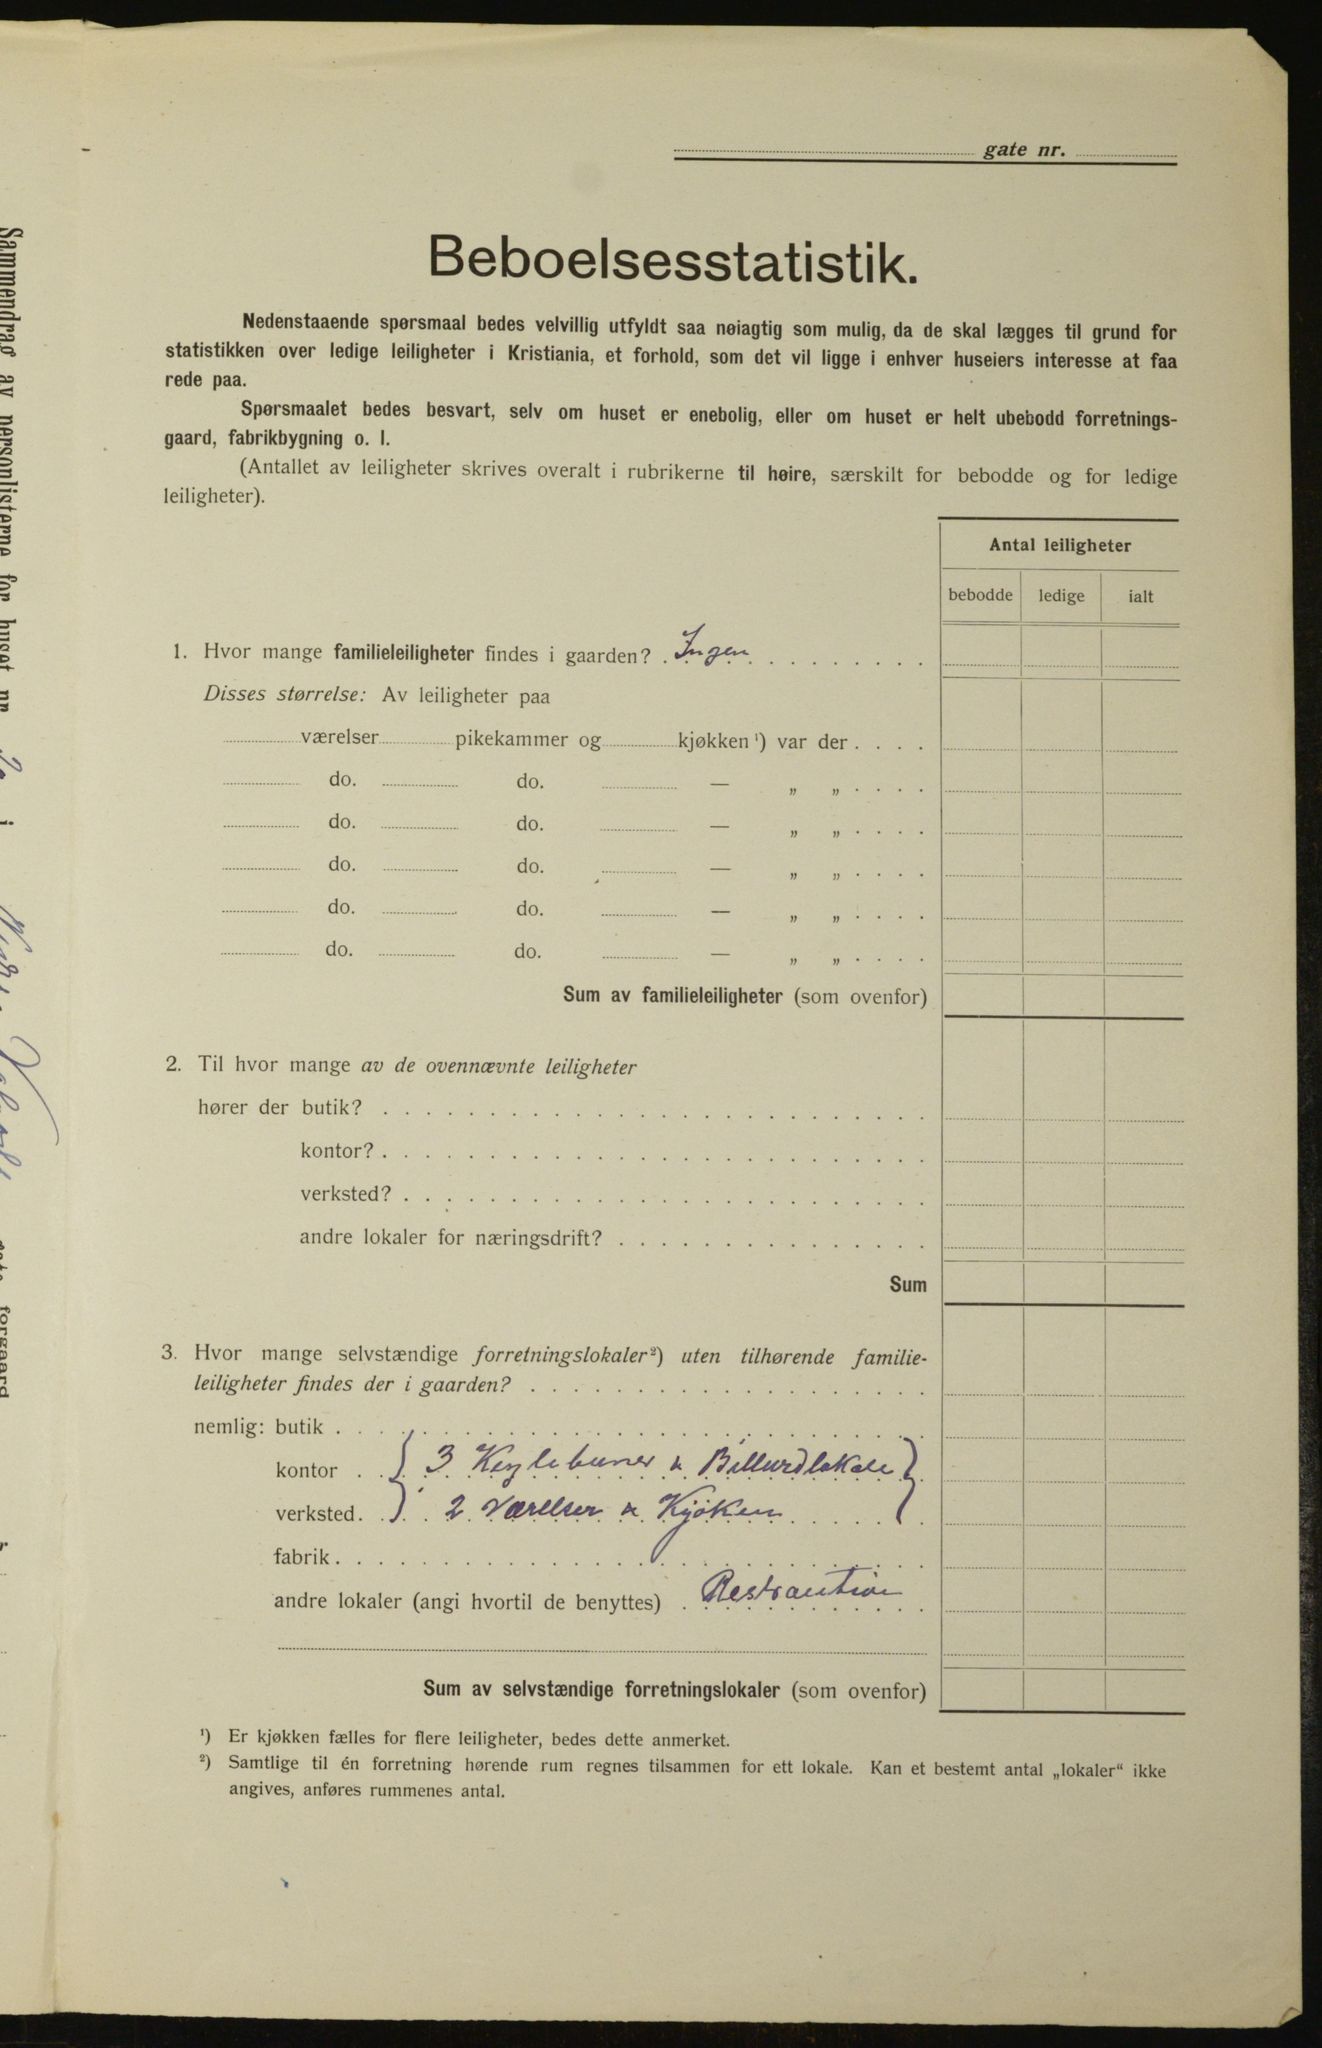 gate nr.
Beboelsesstatistik.
Nedenstaaende spørsmaal bedes velvillig utfyldt saa nøiagtig som mulig, da de skal lægges til grund for
statistikken over ledige leiligheter i Kristiania, et forhold, som det vil ligge i enhver huseiers interesse at faa
rede paa.
Spørsmaalet bedes besvart, selv om huset er enebolig, eller om huset er helt ubebodd forretnings-
gaard, fabrikbygning o. l.
(Antallet av leiligheter skrives overalt i rubrikerne til høire, særskilt for bebodde og for ledige
leiligheter).
Antal leiligheter
bebodde ledige ialt
1. Hvor mange familieleiligheter findes i gaarden? Ingen
Disses størrelse: Av leiligheter paa
værelser pikekammer og kjøkken ¹) var der
do. do. — „ „
do. do. — „ „
do. do. — „ „
do. do. — „ „
do. do. — „ „
Sum av familieleiligheter (som ovenfor)
2. Til hvor mange av de ovennævnte leiligheter
hører der butik?
kontor?
verksted?
andre lokaler for næringsdrift?
Sum
3. Hvor mange selvstændige forretningslokaler²) uten tilhørende familie-
leiligheter findes der i gaarden?
nemlig: butik
kontor { 3 Keglebaner & Billardlokale }
verksted { 2 Værelser & Kjøken }
fabrik
andre lokaler (angi hvortil de benyttes) Restaution
Sum av selvstændige forretningslokaler (som ovenfor)
¹) Er kjøkken fælles for flere leiligheter, bedes dette anmerket.
²) Samtlige til én forretning hørende rum regnes tilsammen for ett lokale. Kan et bestemt antal „lokaler“ ikke
angives, anføres rummenes antal.
Sammendrag av personlisterne for huset nr. i